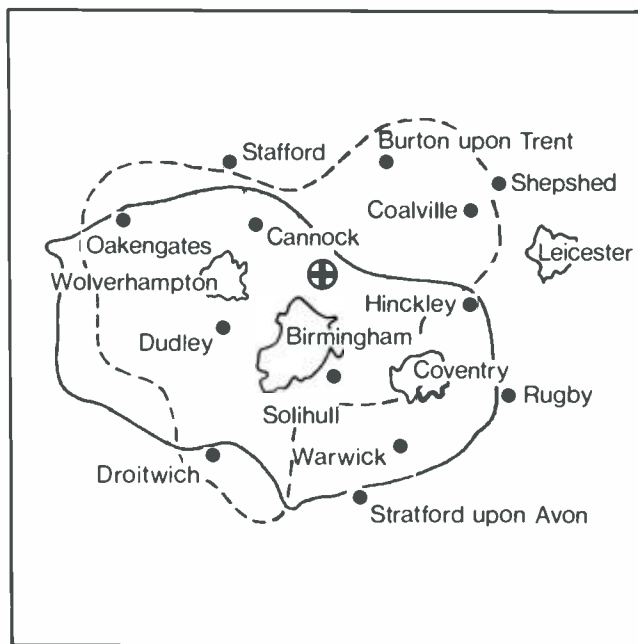 Stafford
Burton upon Trent
Shepshed
Coalville
Cannock
Oakengates
Leicester
Wolverhampton
Hinckley
Birmingham
Dudley
Coventry
Rugby
Solihull
Warwick
Droitwich
Stratford upon Avon